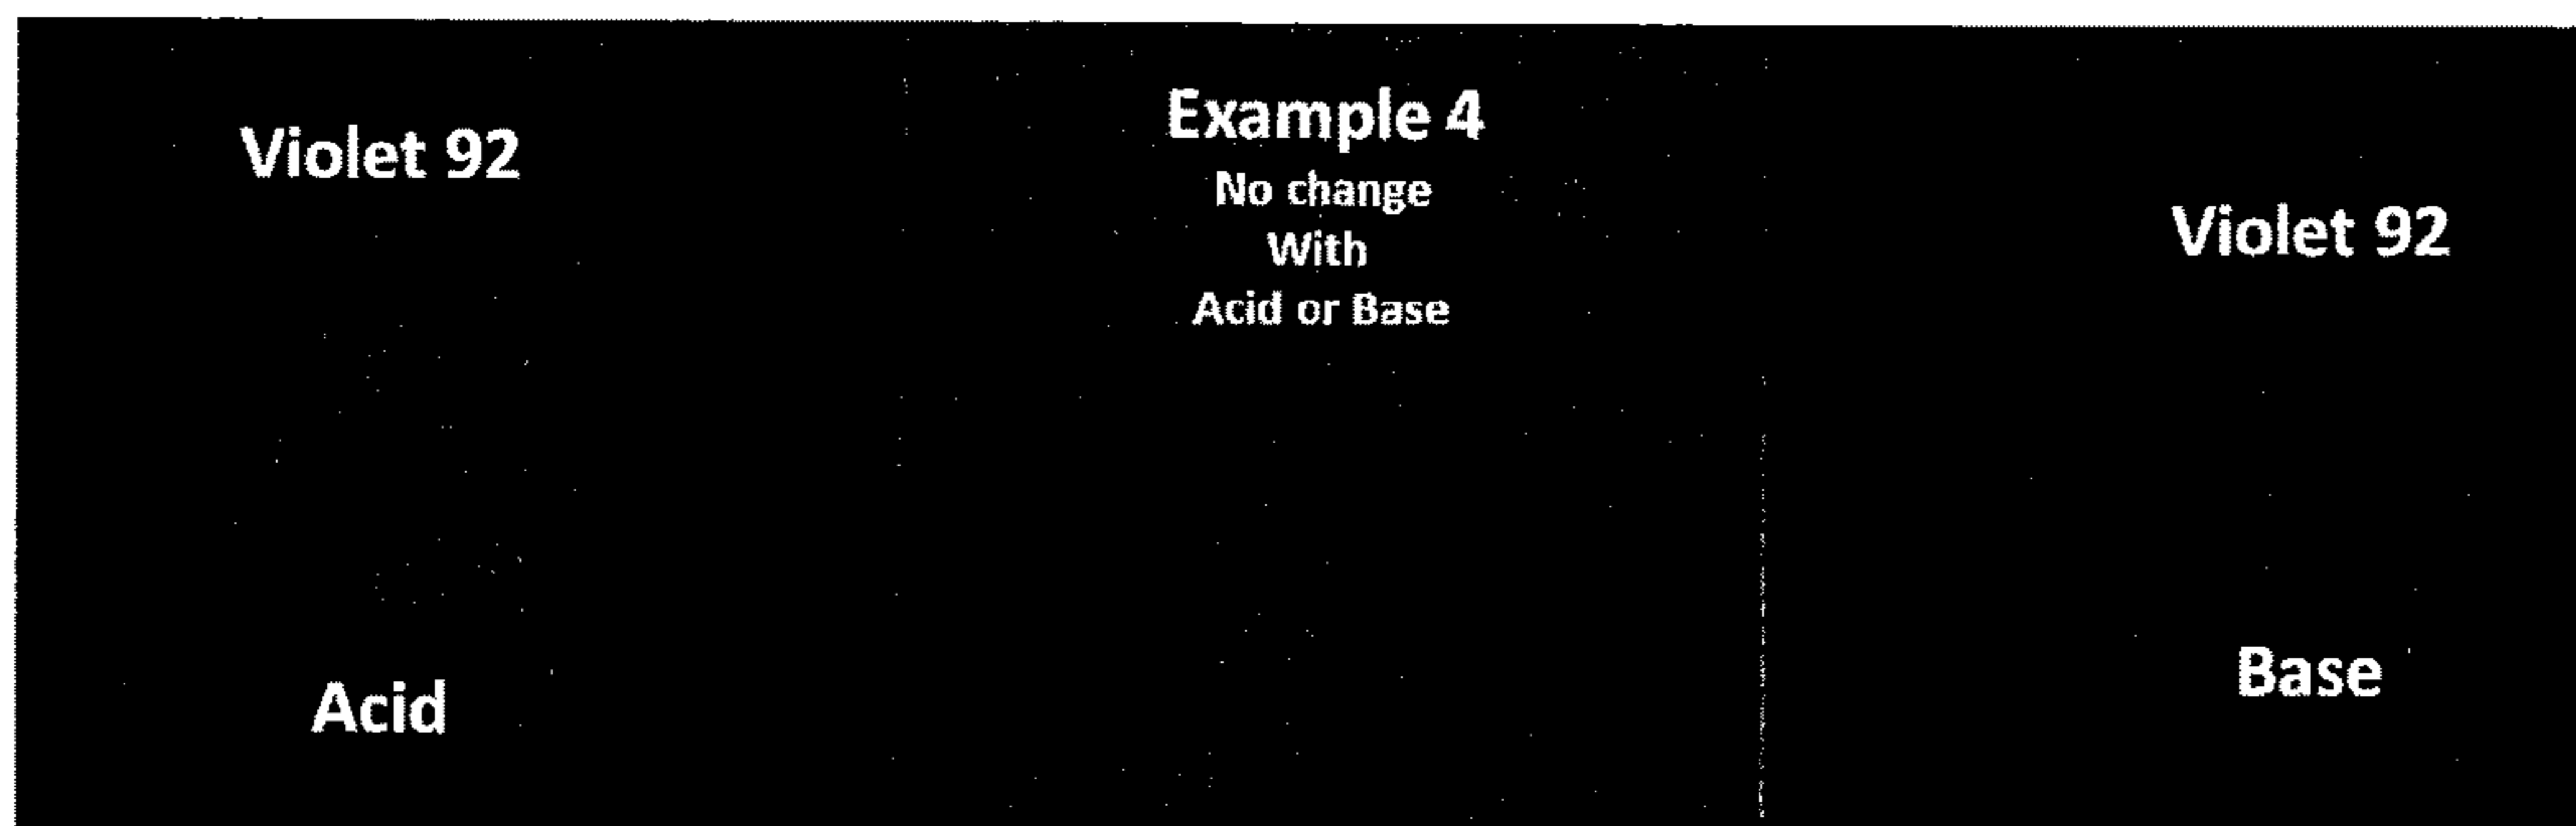 Violet 92
Acid
Example 4
No change
With
Acid or Base
Violet 92
Base